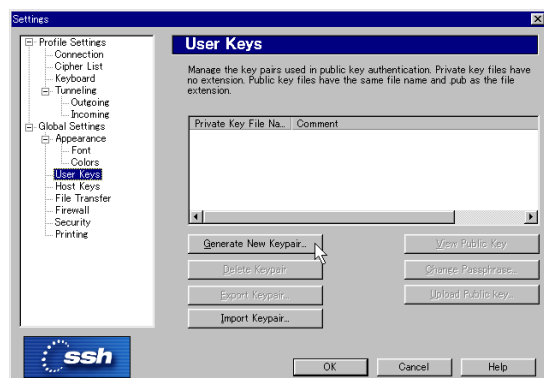 Settings
Profile Settings
Connection
Cipher List
Keyboard
Tunneling
Outgoing
Incoming
Global Settings
Appearance
Font
Colors
User Keys
Host Keys
File Transfer
Firewall
Security
Printing
User Keys
Manage the key pairs used in public key authentication. Private key files have
no extension. Public key files have the same file name and .pub as the file
extension.
Private Key File Na... Comment
Generate New Keypair...
View Public Key
Delete Keypair
Change Passphrase...
Export Keypair...
Upload Public key...
Import Keypair...
ssh
OK Cancel Help